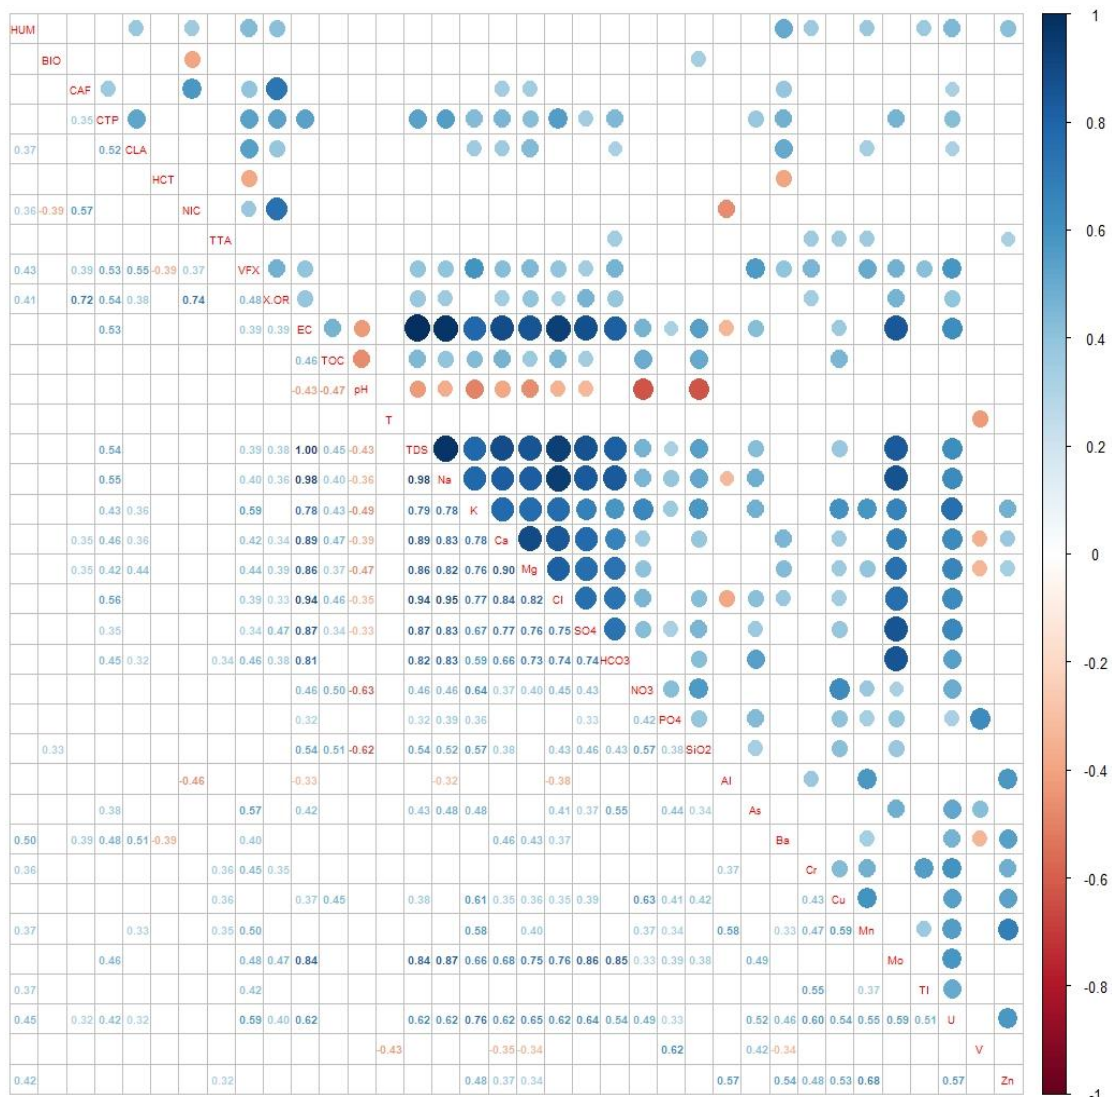 HUM
BIO
CAF
0.35 CTP
0.37 0.52 CLA
HCT
0.36 -0.39 0.57 NIC
TTA
0.43 0.39 0.53 0.55 -0.39 0.37 VFX
0.41 0.72 0.54 0.38 0.74 0.48 X.OR
0.53 0.39 0.39 EC
0.46 TOC
-0.43 -0.47 pH
T
0.54 0.39 0.38 1.00 0.45 -0.43 TDS
0.55 0.40 0.36 0.98 0.40 -0.36 0.98 Na
0.43 0.36 0.59 0.78 0.43 -0.49 0.79 0.78 K
0.35 0.46 0.36 0.42 0.34 0.89 0.47 -0.39 0.89 0.83 0.78 Ca
0.35 0.42 0.44 0.44 0.39 0.86 0.37 -0.47 0.86 0.82 0.76 0.90 Mg
0.56 0.39 0.33 0.94 0.46 -0.35 0.94 0.95 0.77 0.84 0.82 Cl
0.35 0.34 0.47 0.87 0.34 -0.33 0.87 0.83 0.67 0.77 0.76 0.75 SO4
0.45 0.32 0.34 0.46 0.38 0.81 0.82 0.83 0.59 0.66 0.73 0.74 0.74 HCO3
0.46 0.50 -0.63 0.46 0.46 0.64 0.37 0.40 0.45 0.43 NO3
0.32 0.32 0.39 0.36 0.33 0.42 PO4
0.33 0.54 0.51 -0.62 0.54 0.52 0.57 0.38 0.43 0.46 0.43 0.57 0.38 SiO2
-0.46 -0.33 -0.32 -0.38 Al
0.38 0.57 0.42 0.43 0.48 0.48 0.41 0.37 0.55 0.44 0.34 As
0.50 0.39 0.48 0.51 -0.39 0.40 0.46 0.43 0.37 Ba
0.36 0.36 0.45 0.35 0.37 Cr
0.36 0.37 0.45 0.38 0.61 0.35 0.36 0.35 0.39 0.63 0.41 0.42 0.43 Cu
0.37 0.33 0.35 0.50 0.58 0.40 0.37 0.34 0.58 0.33 0.47 0.59 Mn
0.46 0.48 0.47 0.84 0.84 0.87 0.66 0.68 0.75 0.76 0.86 0.85 0.33 0.39 0.38 0.49 Mo
0.37 0.42 0.55 0.37 Tl
0.45 0.32 0.42 0.32 0.59 0.40 0.62 0.62 0.62 0.76 0.62 0.65 0.62 0.64 0.54 0.49 0.33 0.52 0.46 0.60 0.54 0.55 0.59 0.51 U
-0.43 -0.35 -0.34 0.62 0.42 -0.34 V
0.42 0.32 0.48 0.37 0.34 0.57 0.54 0.48 0.53 0.68 0.57 Zn
1
0.8
0.6
0.4
0.2
0
-0.2
-0.4
-0.6
-0.8
-1